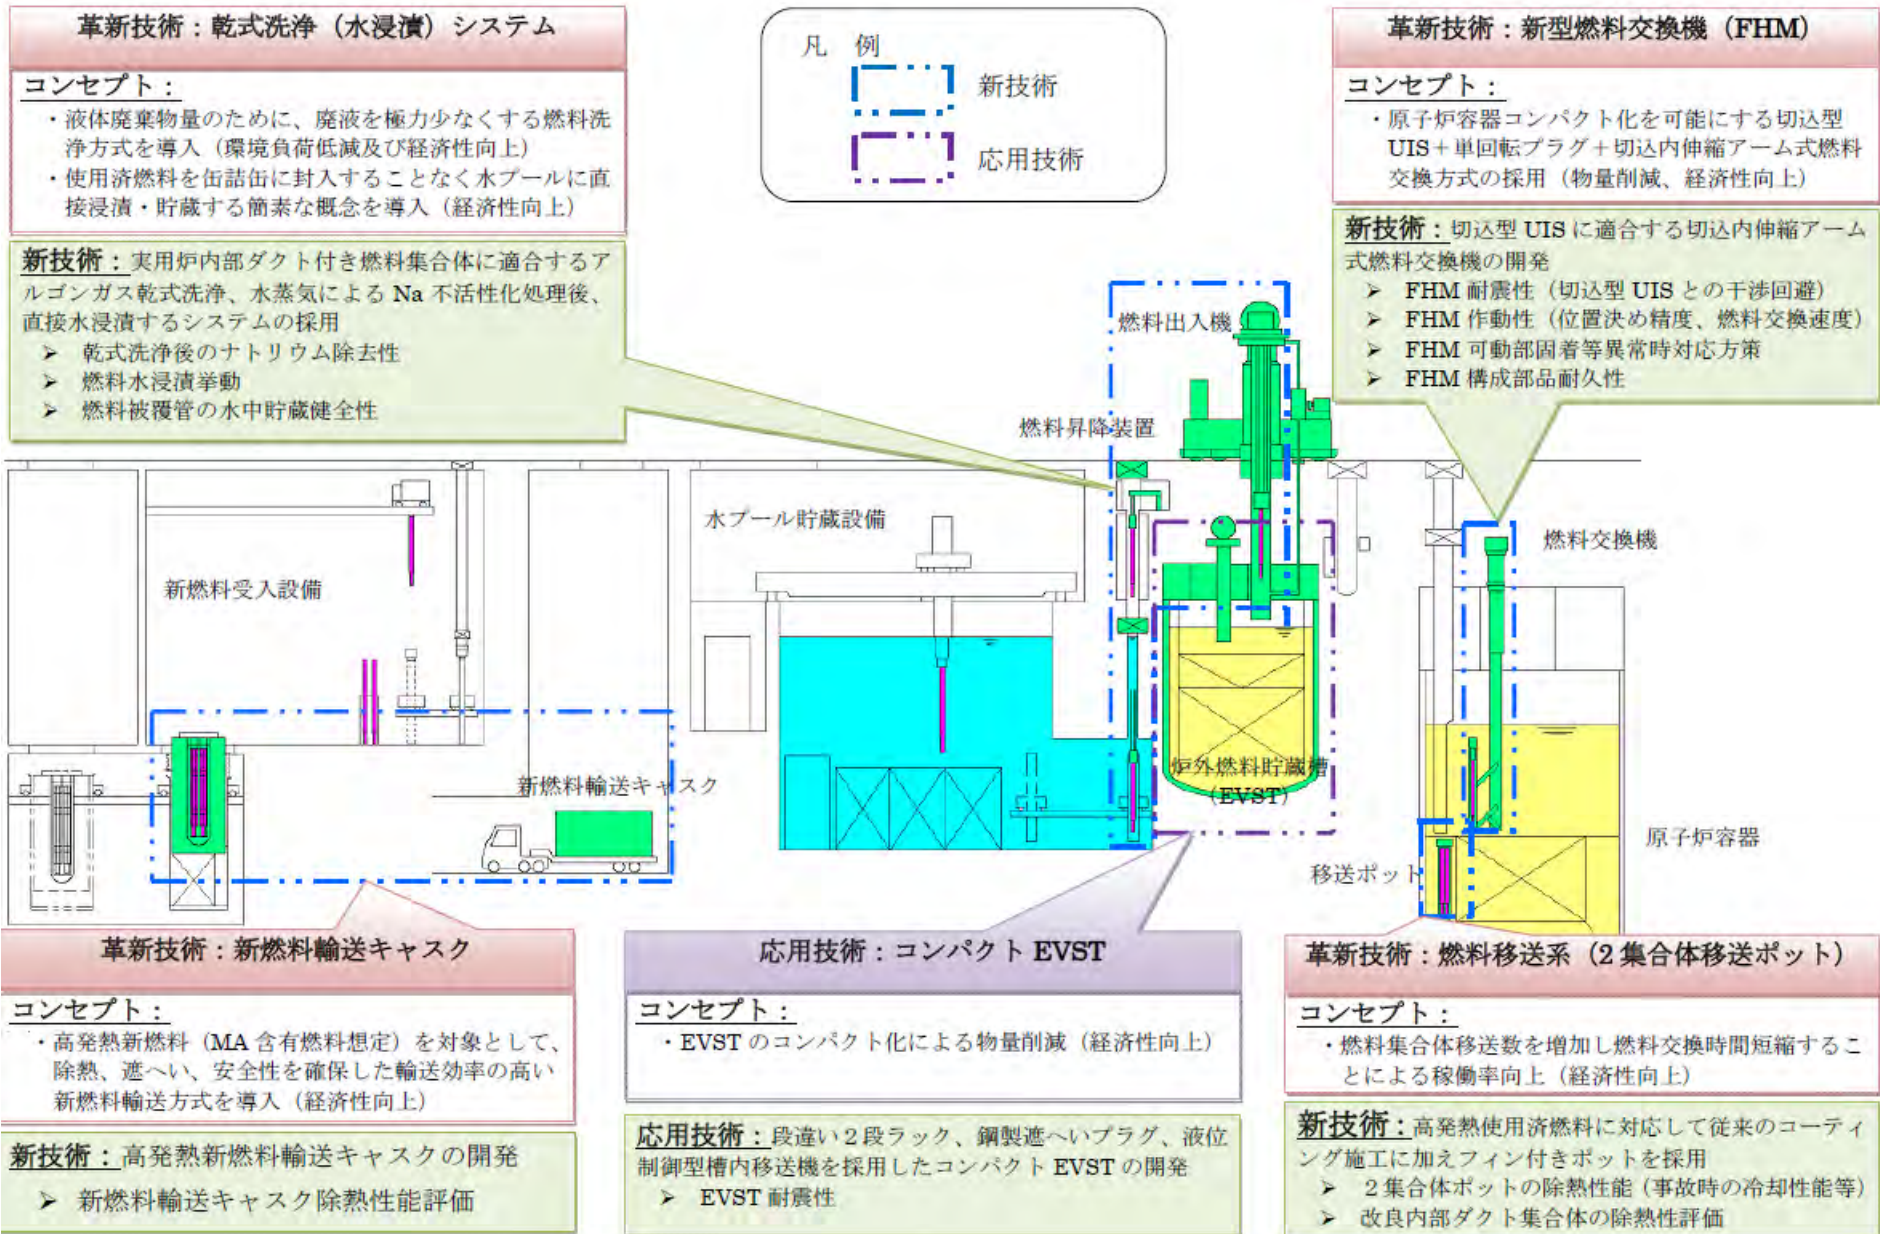 革新技術：乾式洗浄（水浸漬）システム
コンセプト：
・液体廃棄物量のために、廃液を極力少なくする燃料洗
浄方式を導入（環境負荷低減及び経済性向上）
・使用済燃料を缶詰缶に封入することなく水プールに直
接浸漬・貯蔵する簡素な概念を導入（経済性向上）
新技術：実用炉内部ダクト付き燃料集合体に適合するア
ルゴンガス乾式洗浄、水蒸気による Na 不活性化処理後、
直接水浸漬するシステムの採用
➢ 乾式洗浄後のナトリウム除去性
➢ 燃料水浸漬挙動
➢ 燃料被覆管の水中貯蔵健全性
凡 例
新技術
応用技術
革新技術：新型燃料交換機（FHM）
コンセプト：
・原子炉容器コンパクト化を可能にする切込型
UIS＋単回転プラグ＋切込内伸縮アーム式燃料
交換方式の採用（物量削減、経済性向上）
新技術：切込型 UIS に適合する切込内伸縮アーム
式燃料交換機の開発
➢ FHM 耐震性（切込型 UIS との干渉回避）
➢ FHM 作動性（位置決め精度、燃料交換速度）
➢ FHM 可動部固着等異常時対応方策
➢ FHM 構成部品耐久性
燃料出入機
燃料昇降装置
水プール貯蔵設備
燃料交換機
新燃料受入設備
新燃料輸送キャスク
炉外燃料貯蔵槽
（EVST）
原子炉容器
移送ポット
革新技術：新燃料輸送キャスク
コンセプト：
・高発熱新燃料（MA 含有燃料想定）を対象として、
除熱、遮へい、安全性を確保した輸送効率の高い
新燃料輸送方式を導入（経済性向上）
新技術：高発熱新燃料輸送キャスクの開発
➢ 新燃料輸送キャスク除熱性能評価
応用技術：コンパクト EVST
コンセプト：
・EVST のコンパクト化による物量削減（経済性向上）
応用技術：段違い２段ラック、鋼製遮へいプラグ、液位
制御型槽内移送機を採用したコンパクト EVST の開発
➢ EVST 耐震性
革新技術：燃料移送系（2 集合体移送ポット）
コンセプト：
・燃料集合体移送数を増加し燃料交換時間短縮するこ
とによる稼働率向上（経済性向上）
新技術：高発熱使用済燃料に対応して従来のコーティ
ング施工に加えフィン付きポットを採用
➢ ２集合体ポットの除熱性能（事故時の冷却性能等）
➢ 改良内部ダクト集合体の除熱性評価